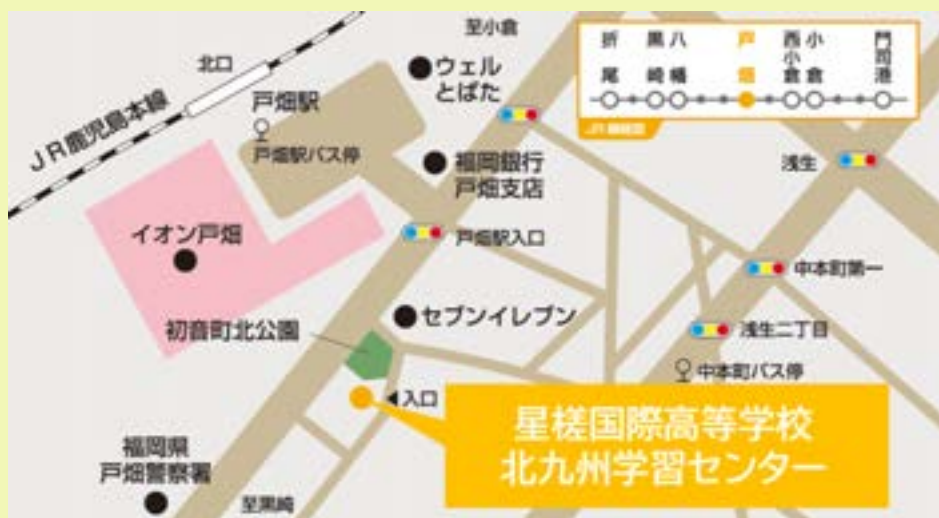 至小倉
北口
ウェル
とばた
JR鹿児島本線
戸畑駅
戸畑駅バス停
福岡銀行
戸畑支店
折尾
黒崎
八幡
戸畑
西小倉
小倉
門司港
浅生
イオン戸畑
戸畑駅入口
中本町第一
セブンイレブン
浅生二丁目
初音町北公園
中本町バス停
入口
星槎国際高等学校
北九州学習センター
福岡県
戸畑警察署
至黒崎